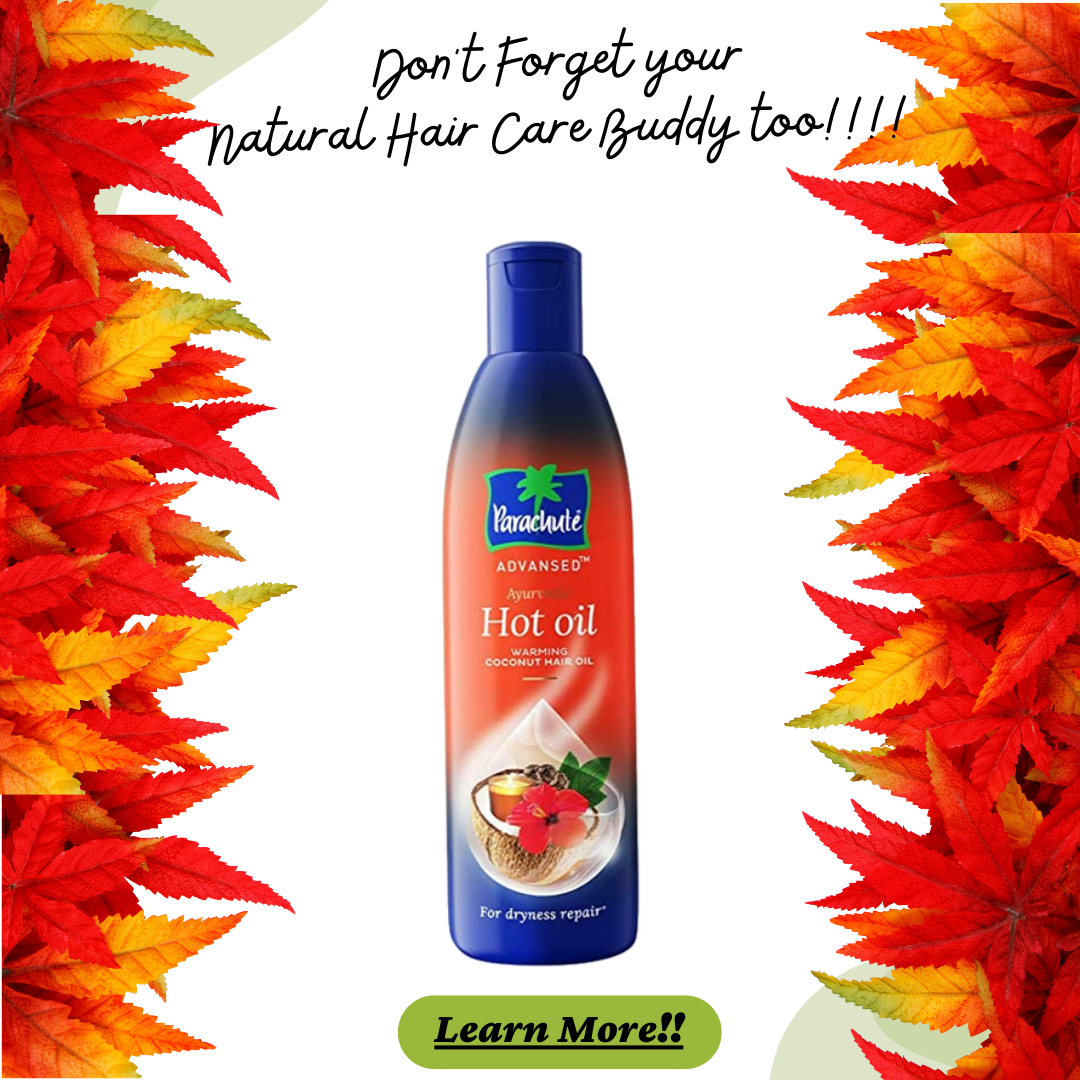 Don't Forget your
Natural Hair Care Buddy too!!!!
Parachute
ADVANSED™
Hot oil
WARMING
COCONUT HAIR OIL
For dryness repair*
Learn More!!